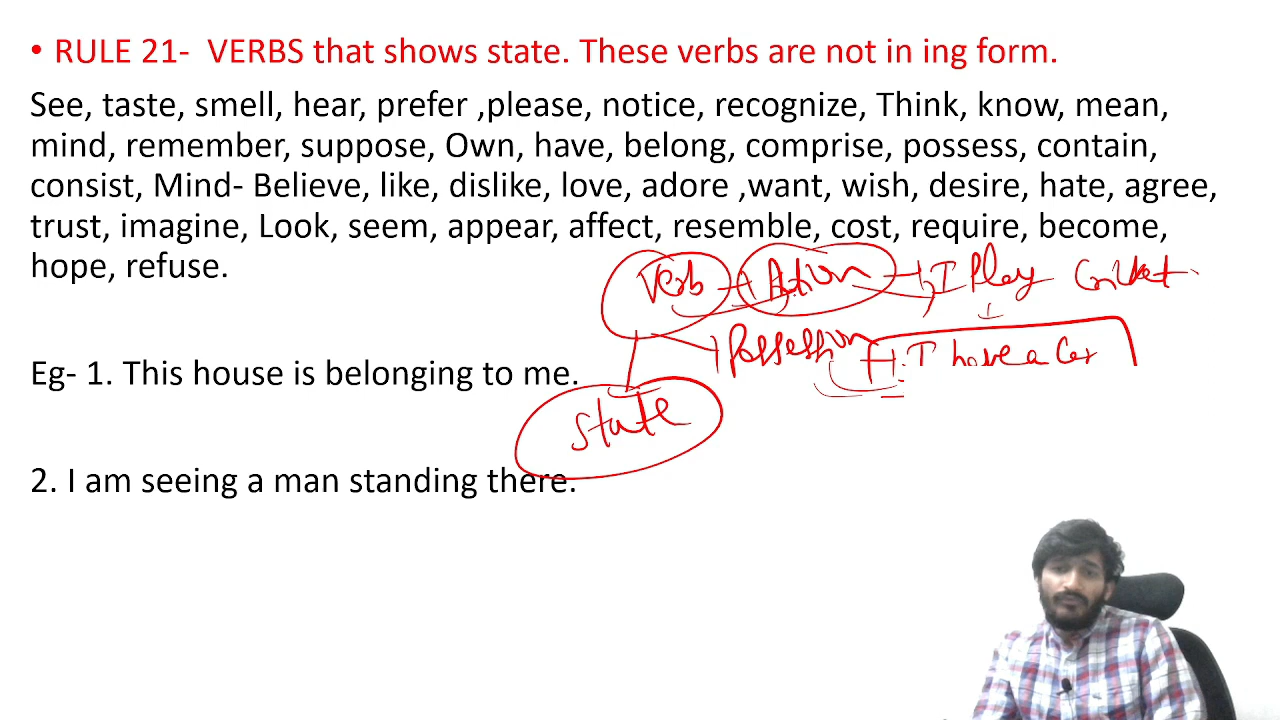 • RULE 21- VERBS that shows state. These verbs are not in ing form.
See, taste, smell, hear, prefer ,please, notice, recognize, Think, know, mean,
mind, remember, suppose, Own, have, belong, comprise, possess, contain,
consist, Mind- Believe, like, dislike, love, adore ,want, wish, desire, hate, agree,
trust, imagine, Look, seem, appear, affect, resemble, cost, require, become,
hope, refuse.
Verb → Action → I Play Cricket
Possession → I have a Car
Eg- 1. This house is belonging to me.
State
2. I am seeing a man standing there.